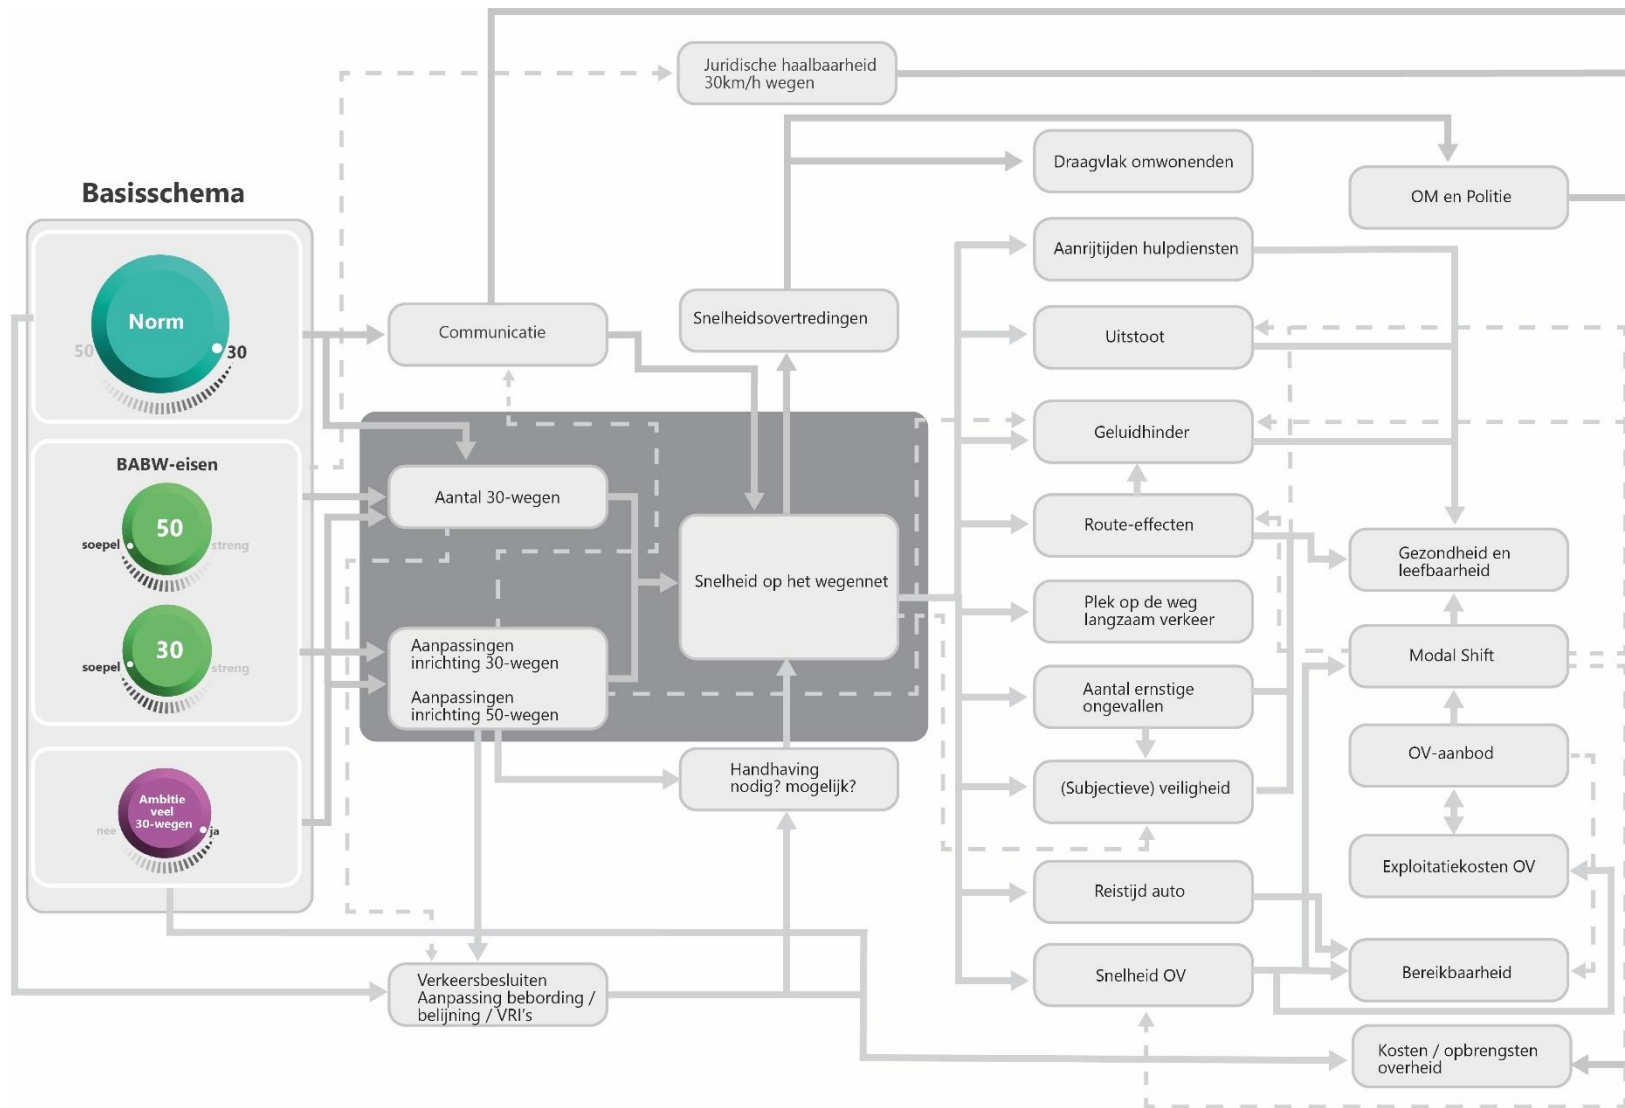 Basisschema
Norm
50
30
BABW-eisen
50
soepel
streng
30
soepel
streng
Ambitie
veel
30-wegen
nee
ja
Communicatie
Aantal 30-wegen
Aanpassingen
inrichting 30-wegen
Aanpassingen
inrichting 50-wegen
Verkeersbesluiten
Aanpassing bebording /
belijning / VRI's
Juridische haalbaarheid
30km/h wegen
Snelheidsovertredingen
Snelheid op het wegennet
Handhaving
nodig? mogelijk?
Draagvlak omwonenden
Aanrijtijden hulpdiensten
Uitstoot
Geluidhinder
Route-effecten
Plek op de weg
langzaam verkeer
Aantal ernstige
ongevallen
(Subjectieve) veiligheid
Reistijd auto
Snelheid OV
OM en Politie
Gezondheid en
leefbaarheid
Modal Shift
OV-aanbod
Exploitatiekosten OV
Bereikbaarheid
Kosten / opbrengsten
overheid